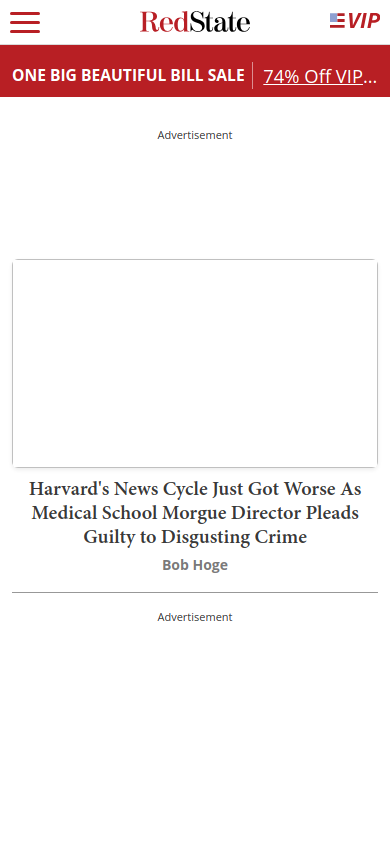 RedState
VIP
ONE BIG BEAUTIFUL BILL SALE
74% Off VIP...
Advertisement
Harvard's News Cycle Just Got Worse As
Medical School Morgue Director Pleads
Guilty to Disgusting Crime
Bob Hoge
Advertisement